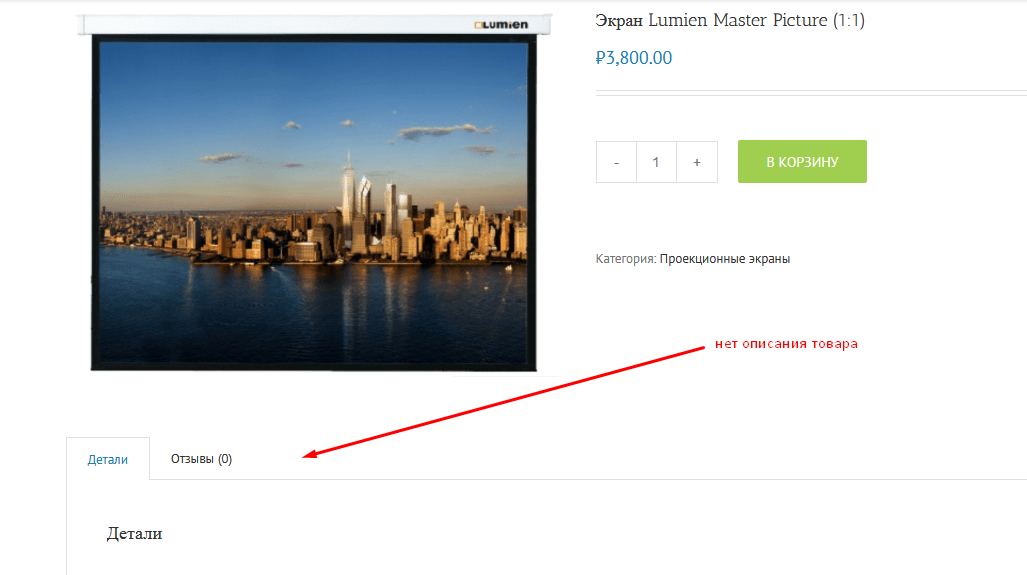 LUMIEN
Экран Lumien Master Picture (1:1)
₽3,800.00
- 1 +
В КОРЗИНУ
Категория: Проекционные экраны
нет описания товара
Детали
Отзывы (0)
Детали